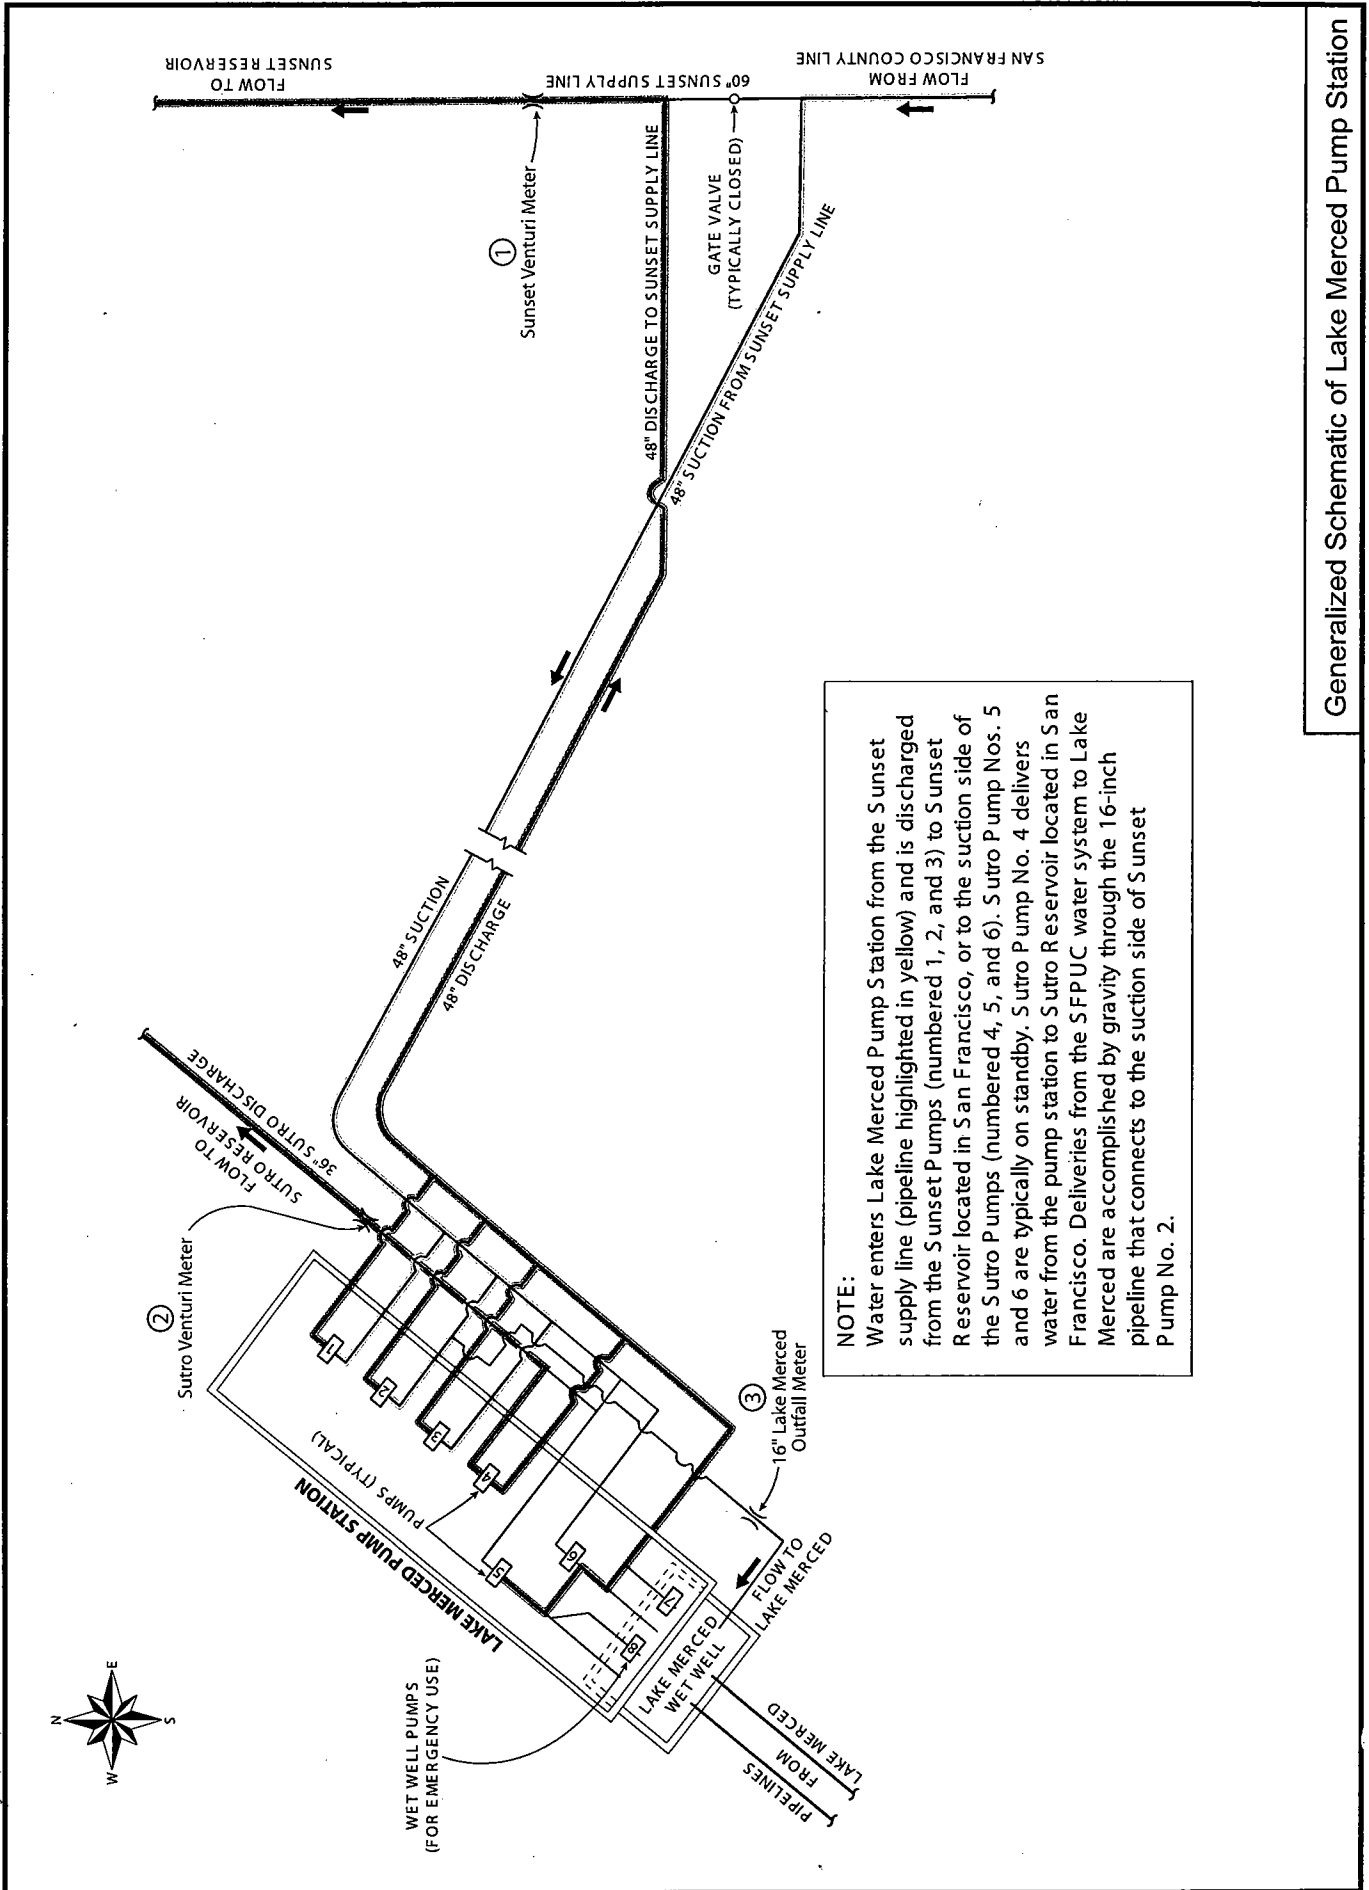 Generalized Schematic of Lake Merced Pump Station
N
E
S
W
WET WELL PUMPS
(FOR EMERGENCY USE)
PIPELINES
FROM
LAKE MERCED
LAKE MERCED
WET WELL
FLOW TO
LAKE MERCED
LAKE MERCED PUMP STATION
PUMPS (TYPICAL)
1
2
3
4
5
6
7
8
2
Sutro Venturi Meter
3
16" Lake Merced
Outfall Meter
FLOW TO
SUTRO RESERVOIR
36" SUTRO DISCHARGE
48" SUCTION
48" DISCHARGE
48" DISCHARGE TO SUNSET SUPPLY LINE
48" SUCTION FROM SUNSET SUPPLY LINE
1
Sunset Venturi Meter
GATE VALVE
(TYPICALLY CLOSED)
FLOW TO
SUNSET RESERVOIR
60" SUNSET SUPPLY LINE
FLOW FROM
SAN FRANCISCO COUNTY LINE
NOTE:
Water enters Lake Merced Pump Station from the Sunset
supply line (pipeline highlighted in yellow) and is discharged
from the Sunset Pumps (numbered 1, 2, and 3) to Sunset
Reservoir located in San Francisco, or to the suction side of
the Sutro Pumps (numbered 4, 5, and 6). Sutro Pump Nos. 5
and 6 are typically on standby. Sutro Pump No. 4 delivers
water from the pump station to Sutro Reservoir located in San
Francisco. Deliveries from the SFPUC water system to Lake
Merced are accomplished by gravity through the 16-inch
pipeline that connects to the suction side of Sunset
Pump No. 2.